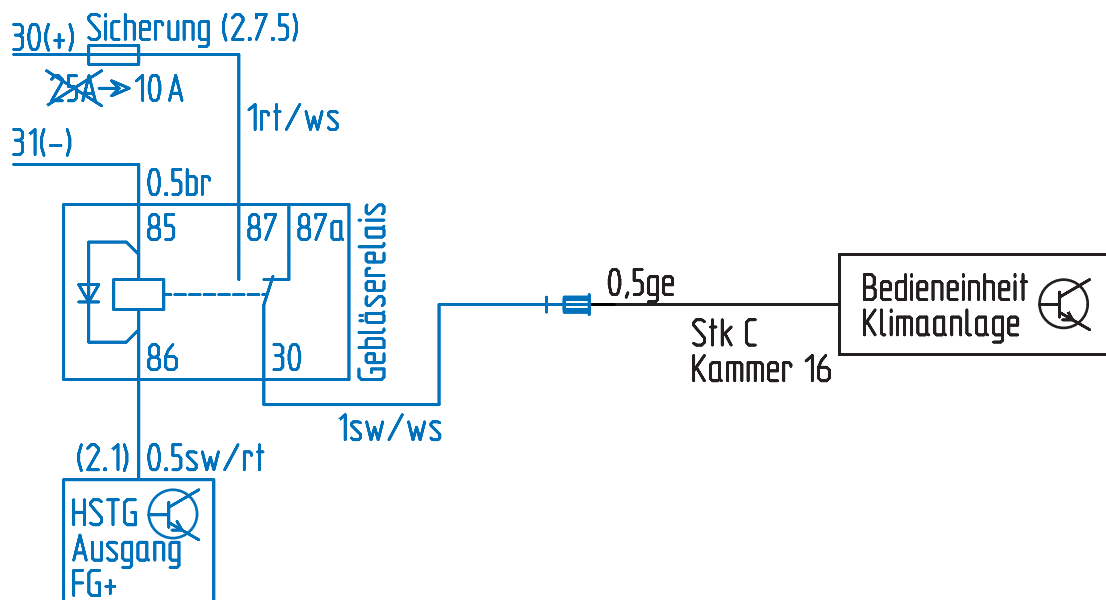 30(+) Sicherung (2.7.5)
25A 10 A
1rt/ws
31(-)
0.5br
85 87 87a
Gebläserelais
86 30
1sw/ws
(2.1) 0.5sw/rt
HSTG
Ausgang
FG+
0,5ge
Stk C
Kammer 16
Bedieneinheit
Klimaanlage